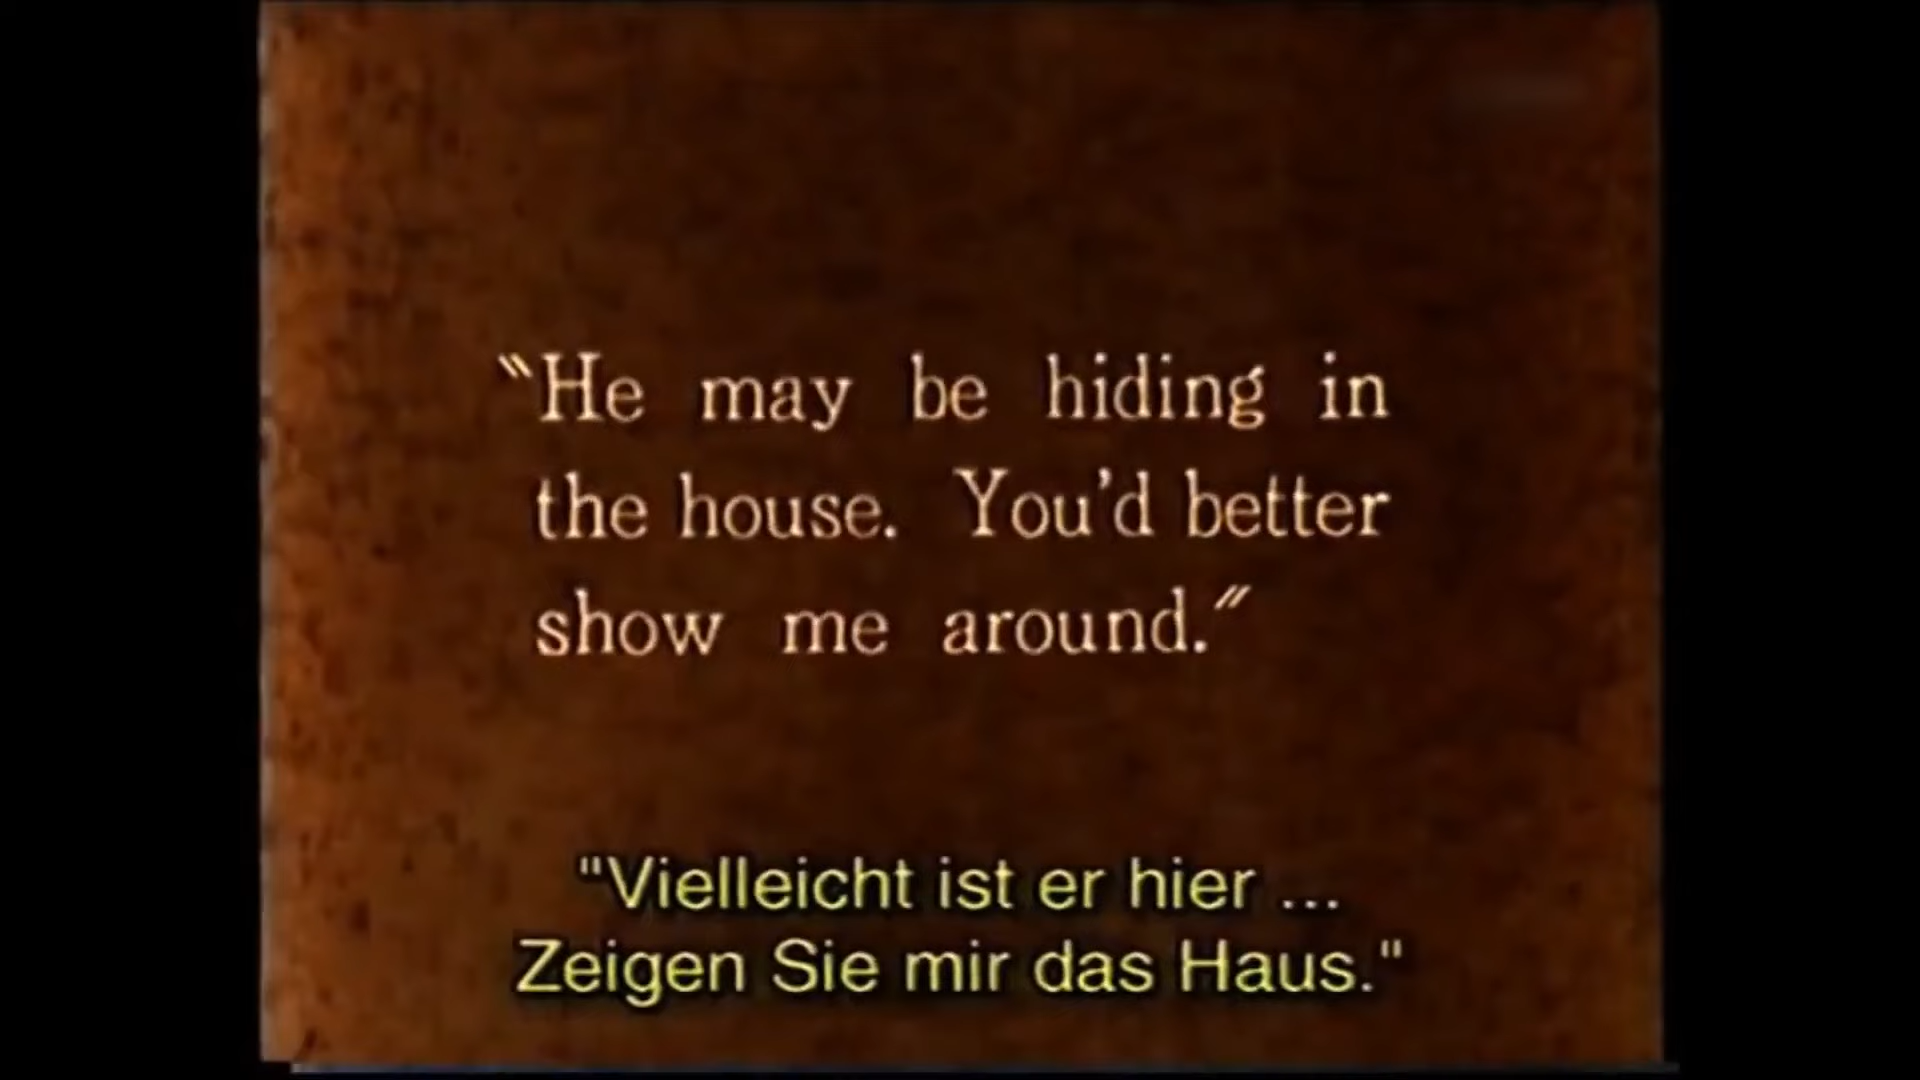 "He may be hiding in
the house. You'd better
show me around."
"Vielleicht ist er hier ...
Zeigen Sie mir das Haus."